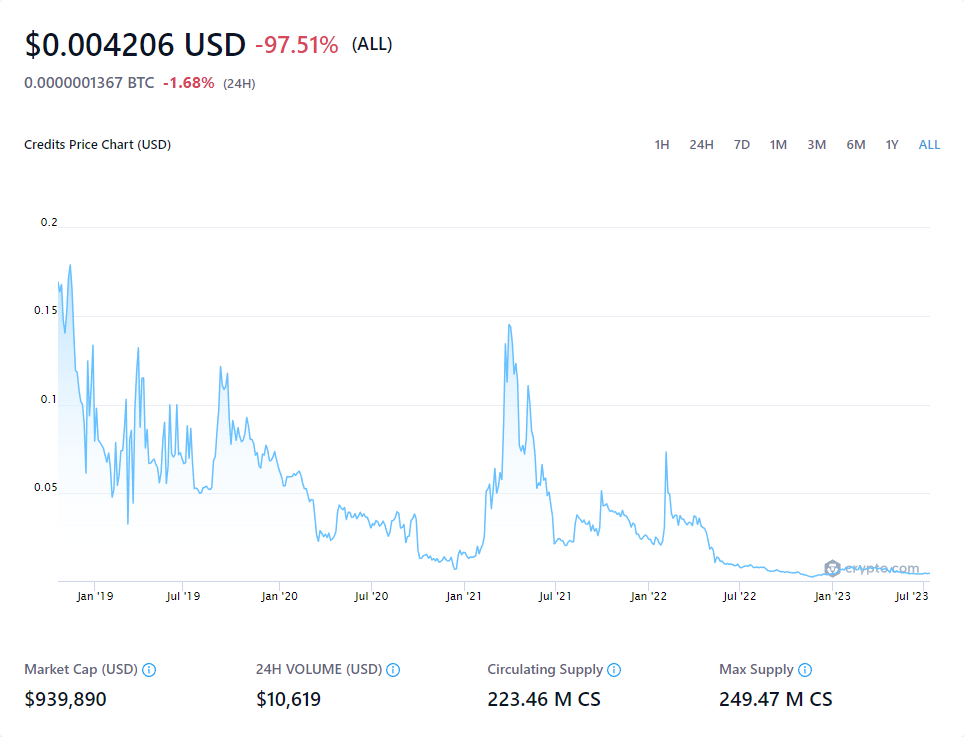 $0.004206 USD -97.51% (ALL)
0.0000001367 BTC -1.68% (24H)
Credits Price Chart (USD) 1H 24H 7D 1M 3M 6M 1Y ALL
0.2
0.15
0.1
0.05
crypto.com
Jan '19 Jul '19 Jan '20 Jul '20 Jan '21 Jul '21 Jan '22 Jul '22 Jan '23 Jul '23
Market Cap (USD) 24H VOLUME (USD) Circulating Supply Max Supply
$939,890 $10,619 223.46 M CS 249.47 M CS